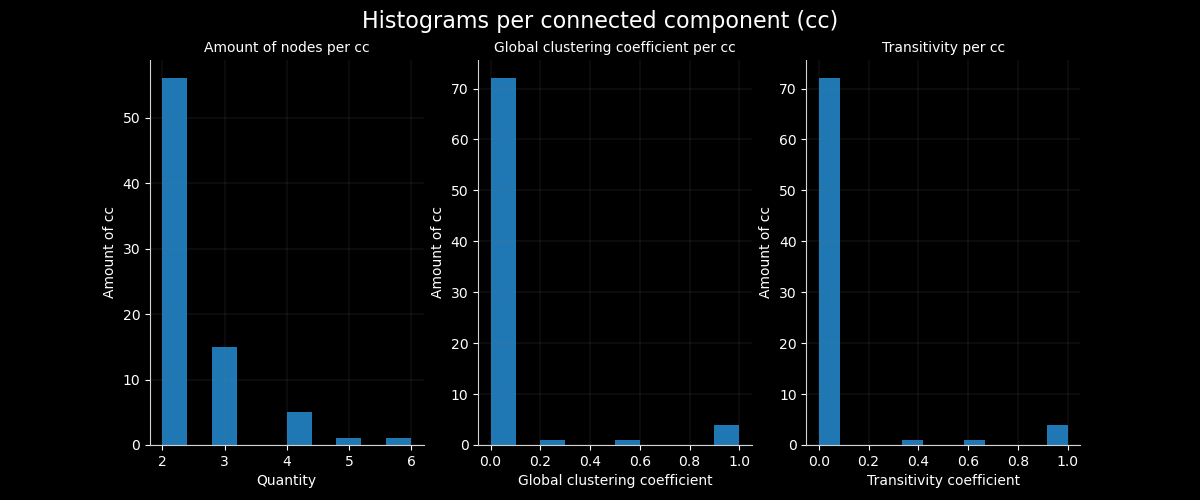 Histograms per connected component (cc)
Amount of nodes per cc
Amount of cc
50
40
30
20
10
0
2 3 4 5 6
Quantity
Global clustering coefficient per cc
Amount of cc
70
60
50
40
30
20
10
0
0.0 0.2 0.4 0.6 0.8 1.0
Global clustering coefficient
Transitivity per cc
Amount of cc
70
60
50
40
30
20
10
0
0.0 0.2 0.4 0.6 0.8 1.0
Transitivity coefficient